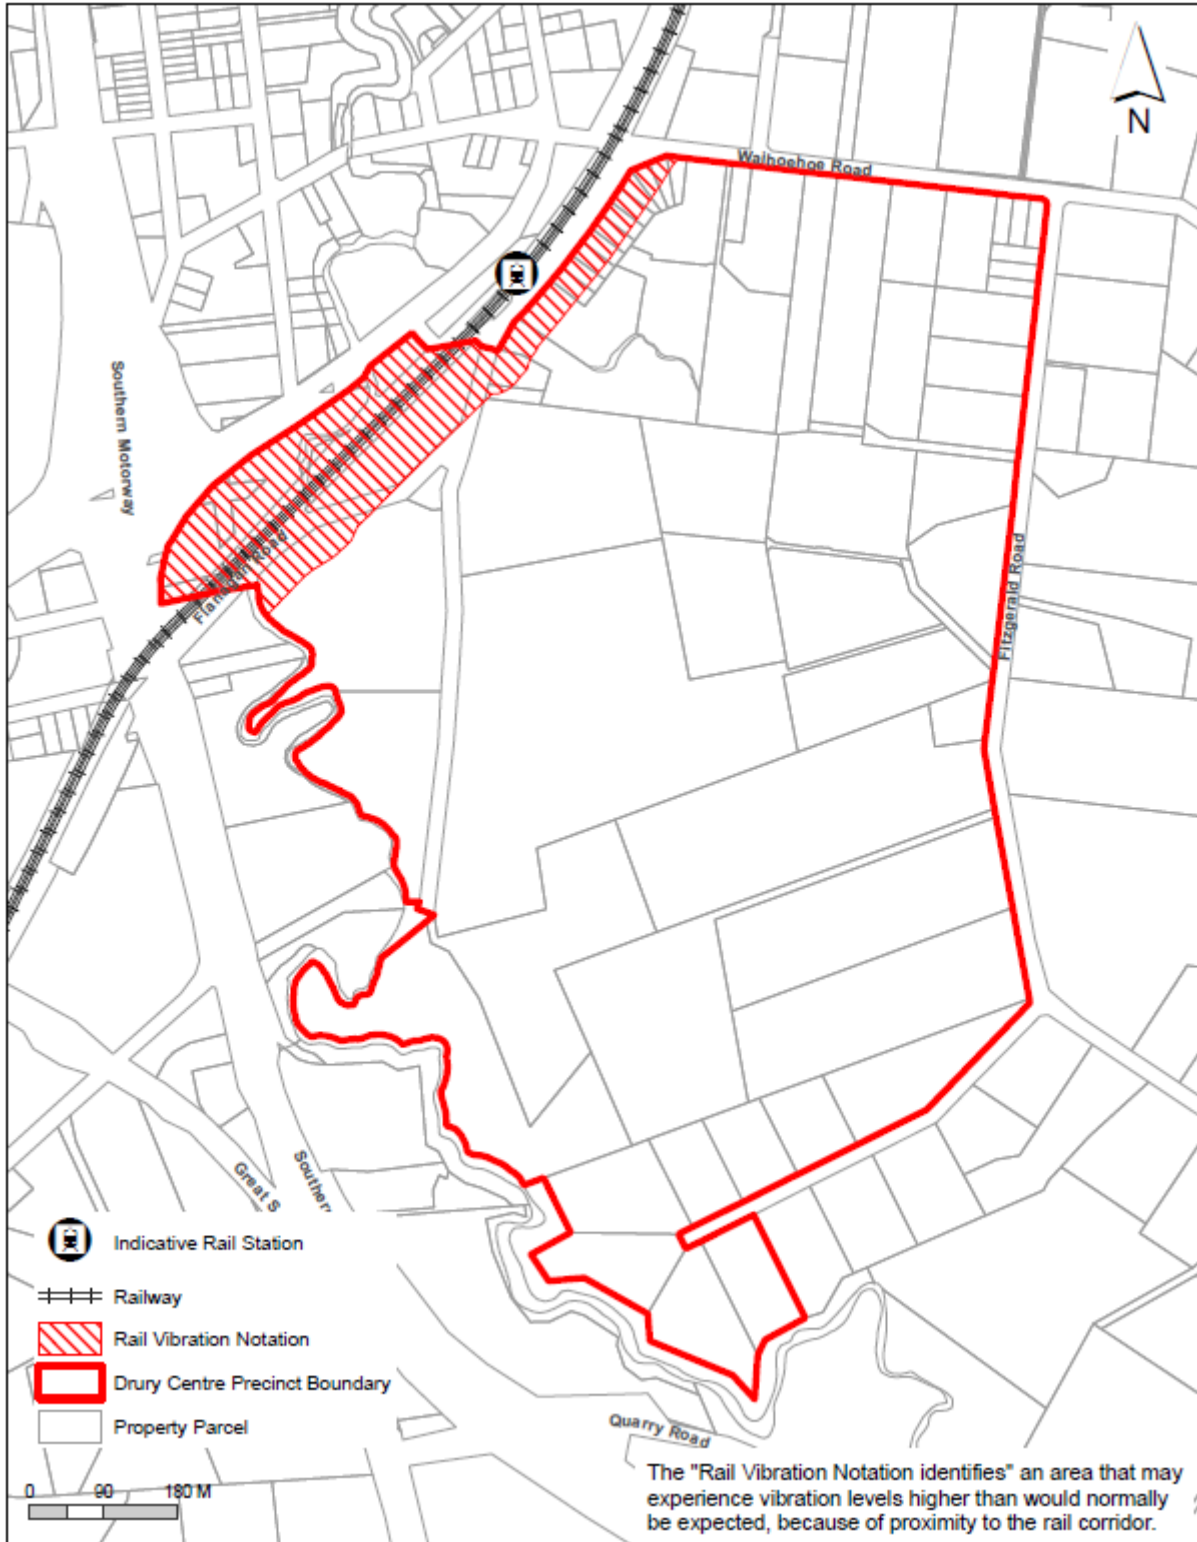 N
Waihoehoe Road
Southern Motorway
Flanagan Road
Fitzgerald Road
Great S
Souther
Indicative Rail Station
Railway
Rail Vibration Notation
Drury Centre Precinct Boundary
Property Parcel
Quarry Road
0 90 180 M
The "Rail Vibration Notation identifies" an area that may
experience vibration levels higher than would normally
be expected, because of proximity to the rail corridor.